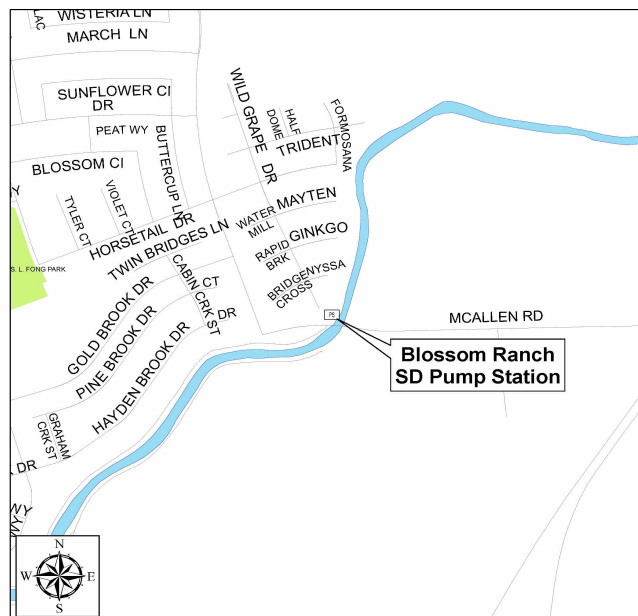 LAC
WISTERIA LN
MARCH LN
SUNFLOWER CI
DR
PEAT WY
BUTTERCUP LN
BLOSSOM CI
WILD GRAPE DR
HALF
DOME
FORMOSANA
TRIDENT
TYLER CT
VIOLET CT
HORSETAIL DR
TWIN BRIDGES LN
WATER
MILL
MAYTEN
RAPID
BRK
GINKGO
BRIDGE
CROSS
NYSSA
S. L. FONG PARK
CABIN CRK ST
CT
DR
GOLD BROOK DR
PINE BROOK DR
HAYDEN BROOK DR
GRAHAM
CRK ST
PS
MCALLEN RD
Blossom Ranch
SD Pump Station
DR
WY
N
W E
S